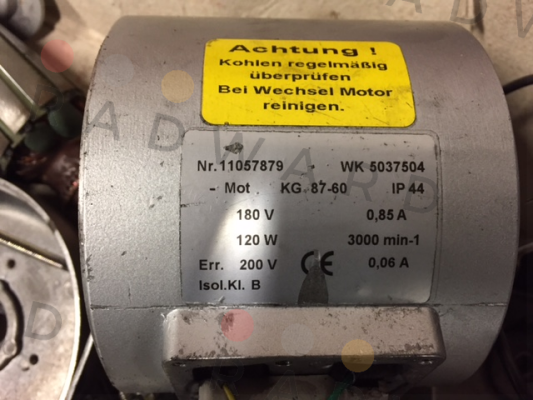 Achtung !
Kohlen regelmäßig
überprüfen
Bei Wechsel Motor
reinigen.
Nr.11057879 - WK 5037504
- Mot KG 87-60 IP 44
180 V 0,85 A
120 W 3000 min-1
Err. 200 V CE 0,06 A
Isol.Kl. B
ADWARD